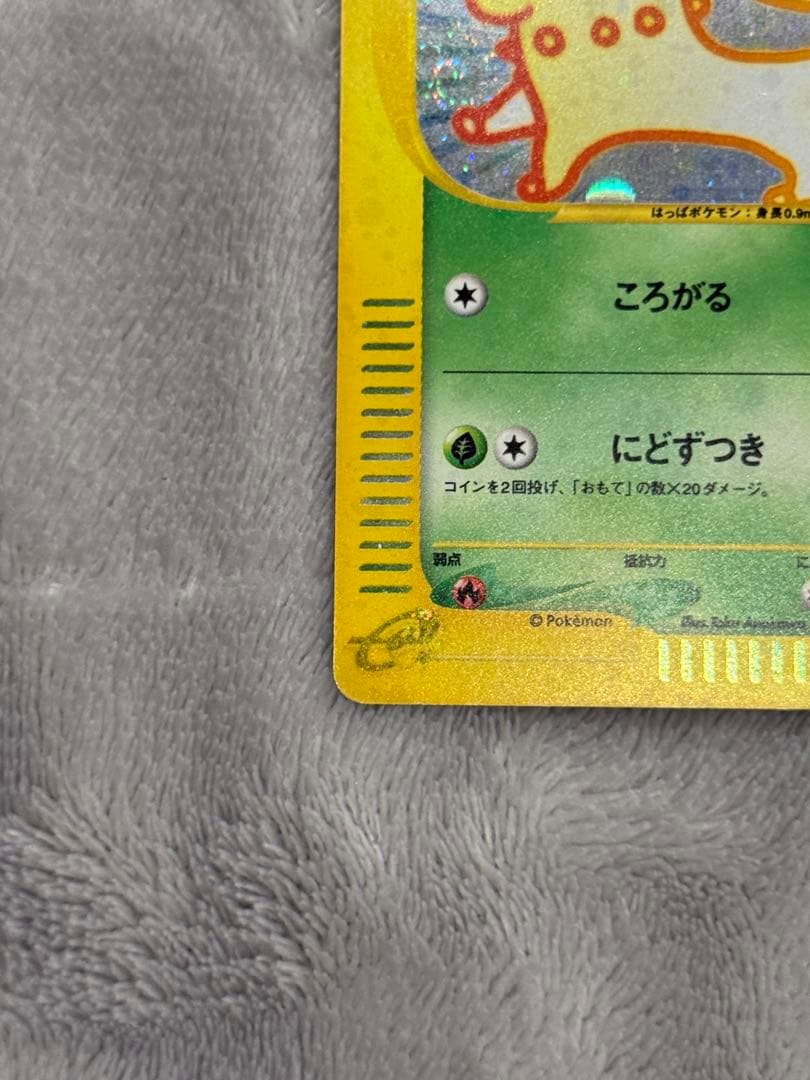 はっぱポケモン：身長0.9m
ころがる
にどずつき
コインを2回投げ、「おもて」の数×20ダメージ。
弱点 抵抗力 に
© Pokémon Illus.